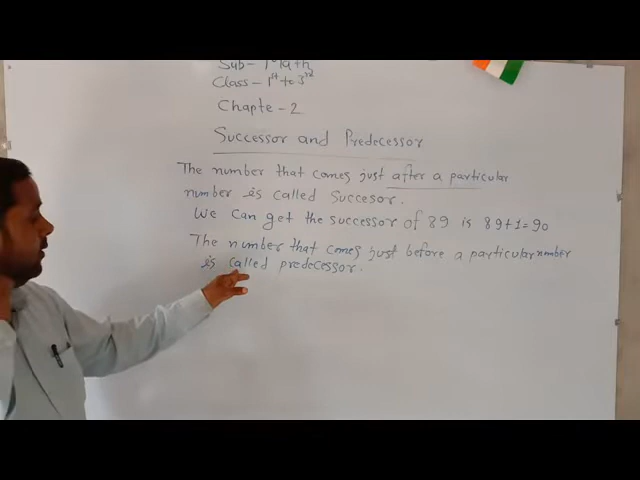 Sub- Math
Class- 1st to 3rd
Chapte-2
Successor and Predecessor
The number that comes just after a particular
number is called Succesor.
We can get the successor of 89 is 89+1=90
The number that comes just before a particular number
is called predecessor.